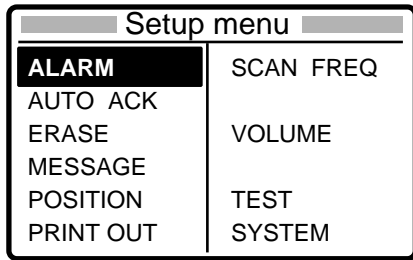 Setup menu
ALARM
AUTO ACK
ERASE
MESSAGE
POSITION
PRINT OUT
SCAN FREQ
VOLUME
TEST
SYSTEM